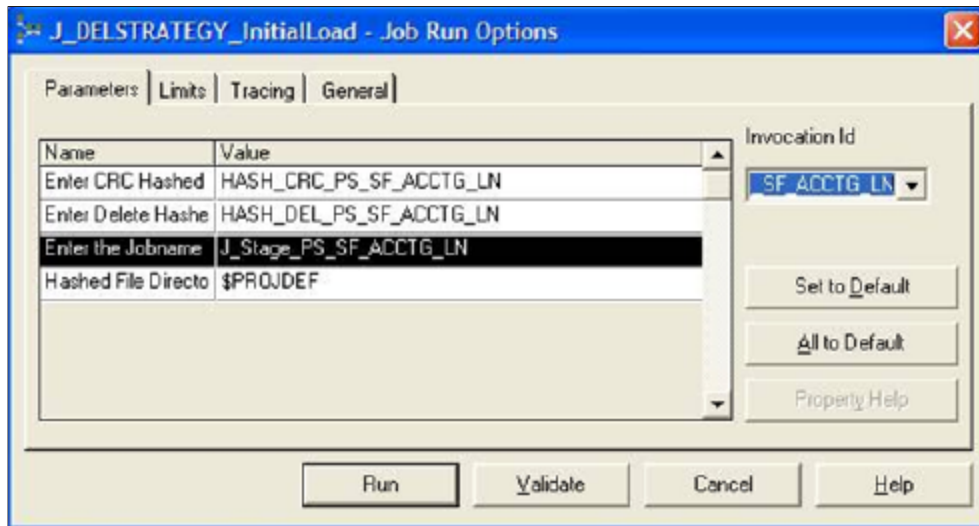 J_DELSTRATEGY_InitialLoad - Job Run Options
Parameters Limits Tracing General
Invocation Id
Name Value
Enter CRC Hashed HASH_CRC_PS_SF_ACCTG_LN
_SF_ACCTG_LN
Enter Delete Hashe HASH_DEL_PS_SF_ACCTG_LN
Enter the Jobname J_Stage_PS_SF_ACCTG_LN
Hashed File Directo $PROJDEF
Set to Default
All to Default
Property Help
Run Validate Cancel Help